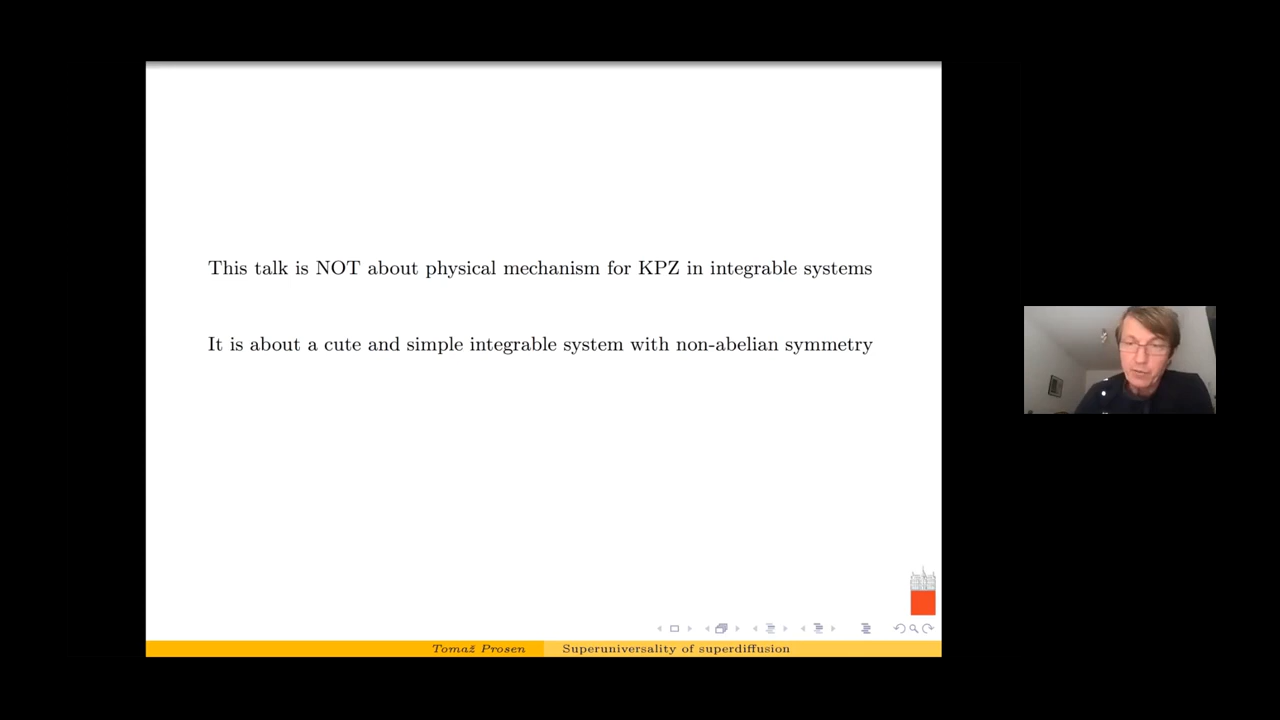 This talk is NOT about physical mechanism for KPZ in integrable systems
It is about a cute and simple integrable system with non-abelian symmetry
Tomaž Prosen
Superuniversality of superdiffusion